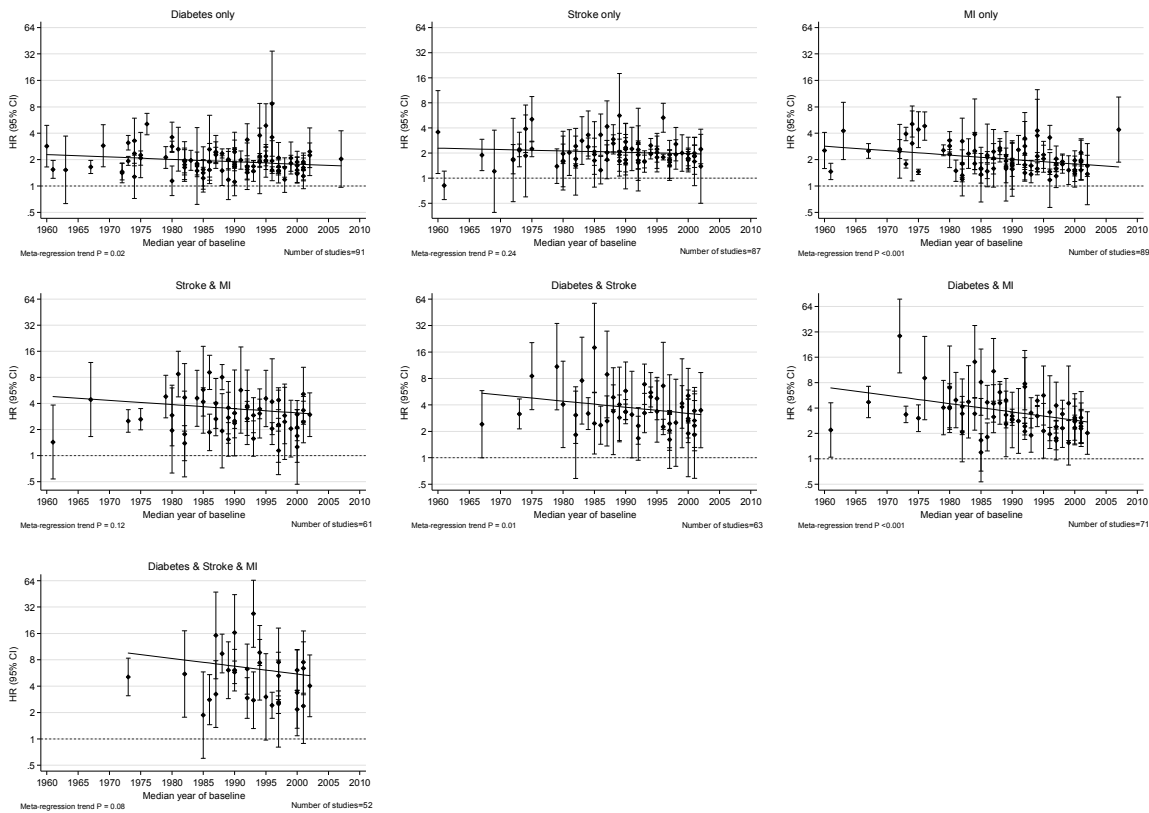 Diabetes only
64
32
16
8
4
2
1
.5
HR (95% CI)
1960 1965 1970 1975 1980 1985 1990 1995 2000 2005 2010
Median year of baseline
Meta-regression trend P = 0.02
Number of studies=91
Stroke only
64
32
16
8
4
2
1
.5
HR (95% CI)
1960 1965 1970 1975 1980 1985 1990 1995 2000 2005 2010
Median year of baseline
Meta-regression trend P = 0.24
Number of studies=87
MI only
64
32
16
8
4
2
1
.5
HR (95% CI)
1960 1965 1970 1975 1980 1985 1990 1995 2000 2005 2010
Median year of baseline
Meta-regression trend P <0.001
Number of studies=89
Stroke & MI
64
32
16
8
4
2
1
.5
HR (95% CI)
1960 1965 1970 1975 1980 1985 1990 1995 2000 2005 2010
Median year of baseline
Meta-regression trend P = 0.12
Number of studies=61
Diabetes & Stroke
64
32
16
8
4
2
1
.5
HR (95% CI)
1960 1965 1970 1975 1980 1985 1990 1995 2000 2005 2010
Median year of baseline
Meta-regression trend P = 0.01
Number of studies=63
Diabetes & MI
64
32
16
8
4
2
1
.5
HR (95% CI)
1960 1965 1970 1975 1980 1985 1990 1995 2000 2005 2010
Median year of baseline
Meta-regression trend P <0.001
Number of studies=71
Diabetes & Stroke & MI
64
32
16
8
4
2
1
.5
HR (95% CI)
1960 1965 1970 1975 1980 1985 1990 1995 2000 2005 2010
Median year of baseline
Meta-regression trend P = 0.08
Number of studies=52